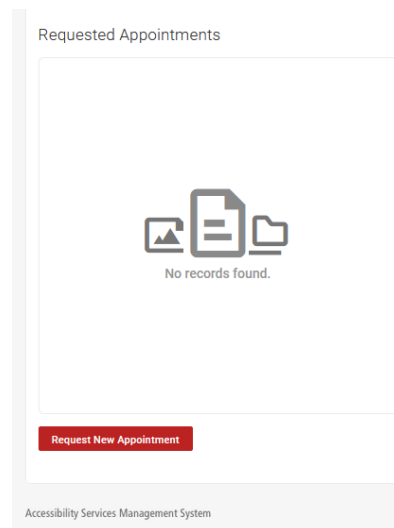 Requested Appointments
No records found.
Request New Appointment
Accessibility Services Management System